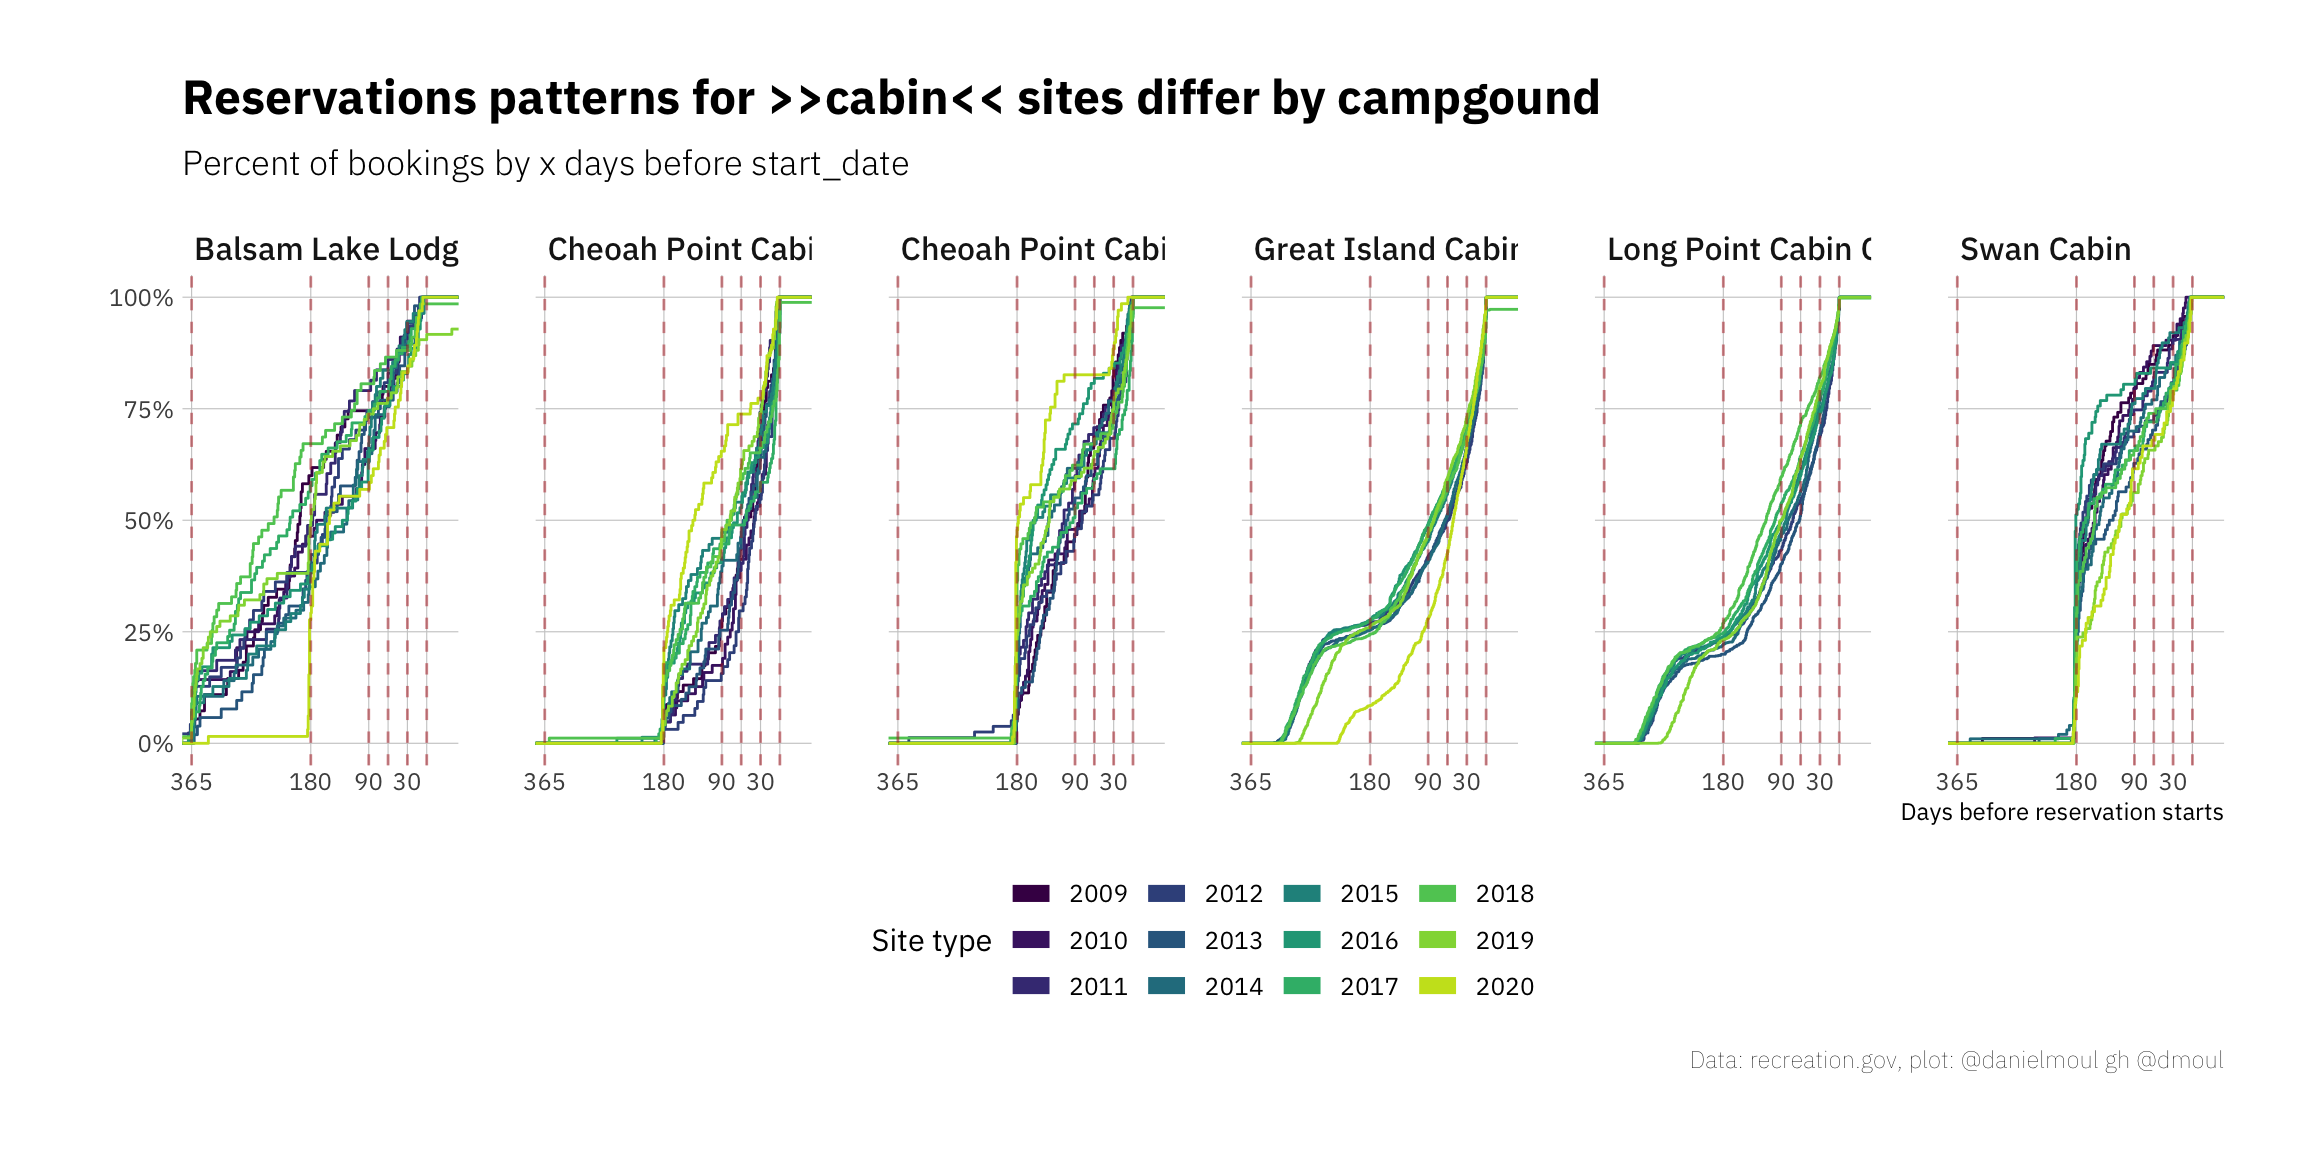 Reservations patterns for >>cabin<< sites differ by campgound
Percent of bookings by x days before start_date
Balsam Lake Lodg
Cheoah Point Cabi
Cheoah Point Cabi
Great Island Cabin
Long Point Cabin C
Swan Cabin
100%
75%
50%
25%
0%
365 180 90 30
365 180 90 30
365 180 90 30
365 180 90 30
365 180 90 30
365 180 90 30
Days before reservation starts
Site type
2009 2012 2015 2018
2010 2013 2016 2019
2011 2014 2017 2020
Data: recreation.gov, plot: @danielmoul gh @dmoul